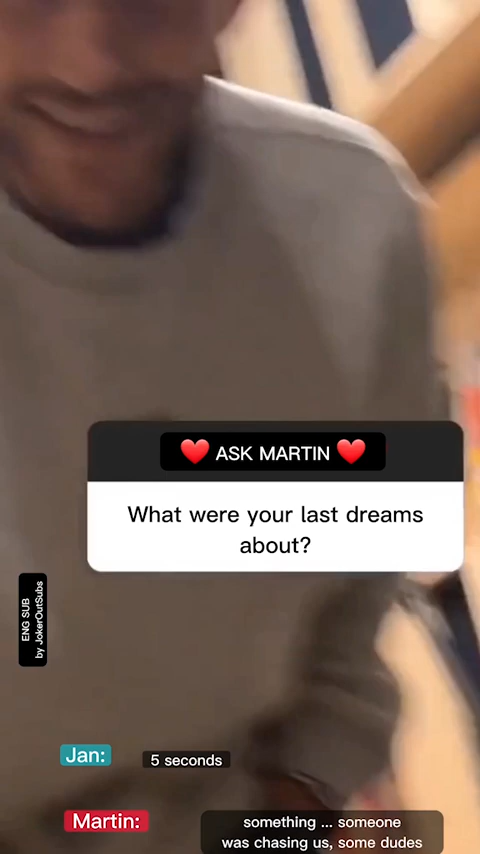 ❤️ ASK MARTIN ❤️
What were your last dreams
about?
ENG SUB
by JokerOutSubs
Jan:
5 seconds
Martin:
something ... someone
was chasing us, some dudes